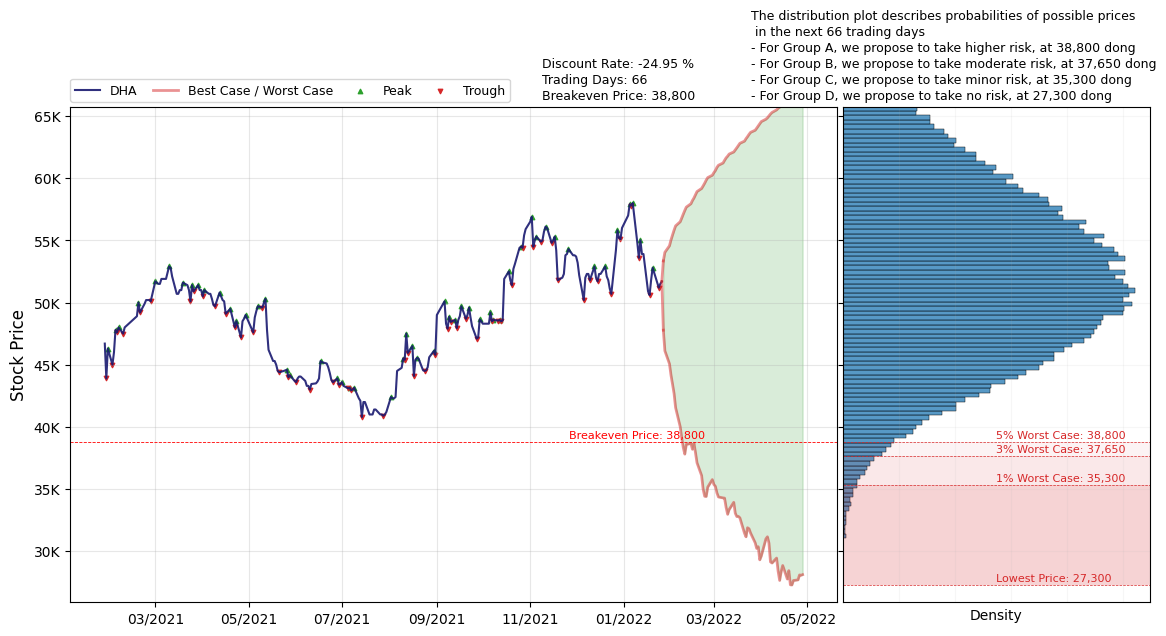 The distribution plot describes probabilities of possible prices
in the next 66 trading days
- For Group A, we propose to take higher risk, at 38,800 dong
- For Group B, we propose to take moderate risk, at 37,650 dong
- For Group C, we propose to take minor risk, at 35,300 dong
- For Group D, we propose to take no risk, at 27,300 dong
Discount Rate: -24.95 %
Trading Days: 66
Breakeven Price: 38,800
DHA
Best Case / Worst Case
Peak
Trough
Stock Price
65K
60K
55K
50K
45K
40K
35K
30K
Breakeven Price: 38,800
5% Worst Case: 38,800
3% Worst Case: 37,650
1% Worst Case: 35,300
Lowest Price: 27,300
03/2021
05/2021
07/2021
09/2021
11/2021
01/2022
03/2022
05/2022
Density